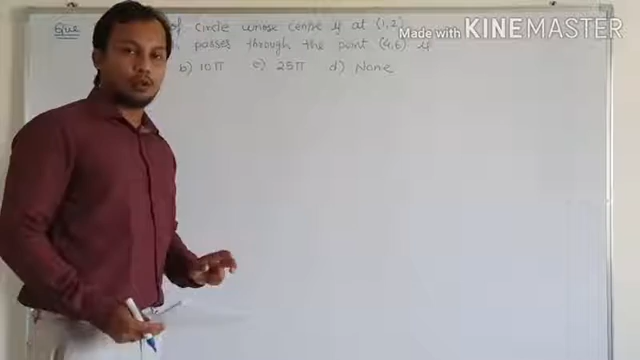 Que of circle whose centre is at (1,2)
passes through the point (4,6) is
b) 10π c) 25π d) None
Made with KINEMASTER